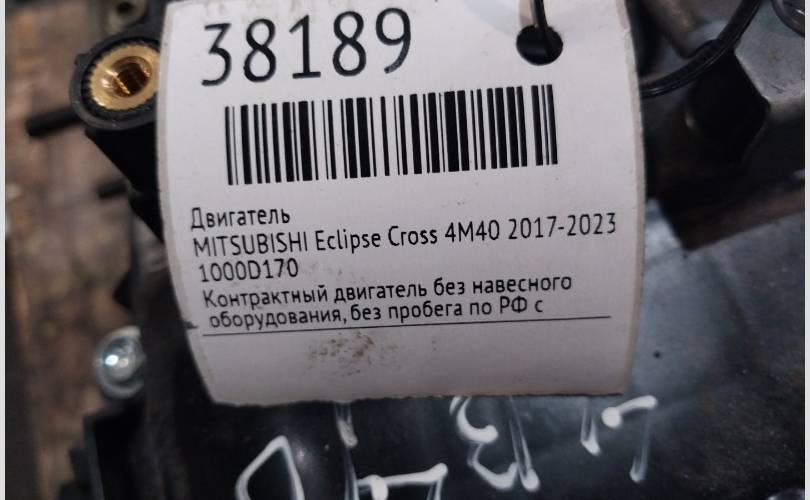 38189
Двигатель
MITSUBISHI Eclipse Cross 4M40 2017-2023
1000D170
Контрактный двигатель без навесного
оборудования, без пробега по РФ с